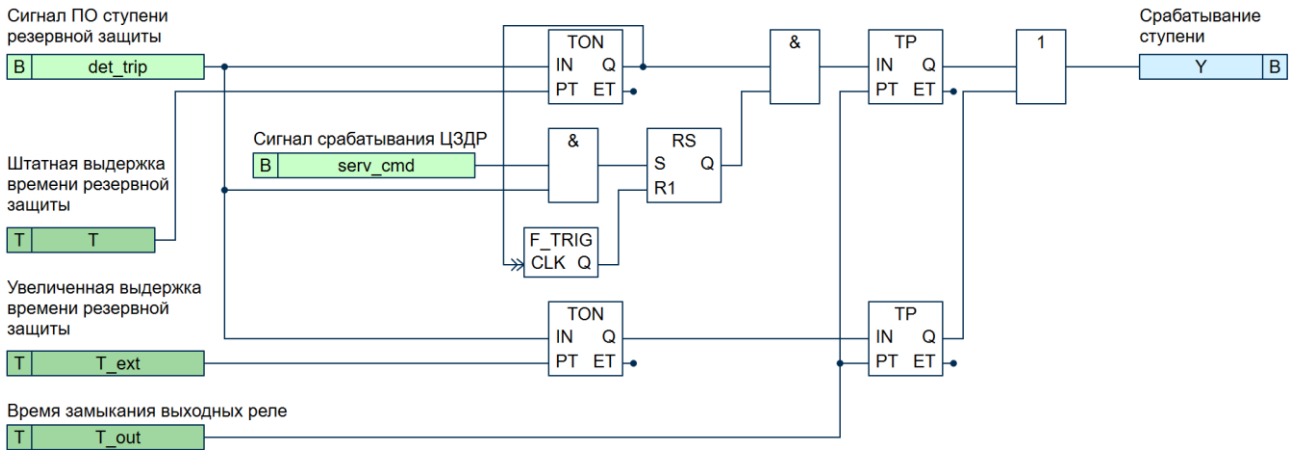 Сигнал ПО ступени
резервной защиты
B det_trip
Штатная выдержка
времени резервной
защиты
T T
Увеличенная выдержка
времени резервной
защиты
T T_ext
Время замыкания выходных реле
T T_out
Сигнал срабатывания ЦЗДР
B serv_cmd
TON
IN Q
PT ET
&
RS
S Q
R1
F_TRIG
CLK Q
TON
IN Q
PT ET
&
TP
IN Q
PT ET
TP
IN Q
PT ET
1
Срабатывание
ступени
Y B